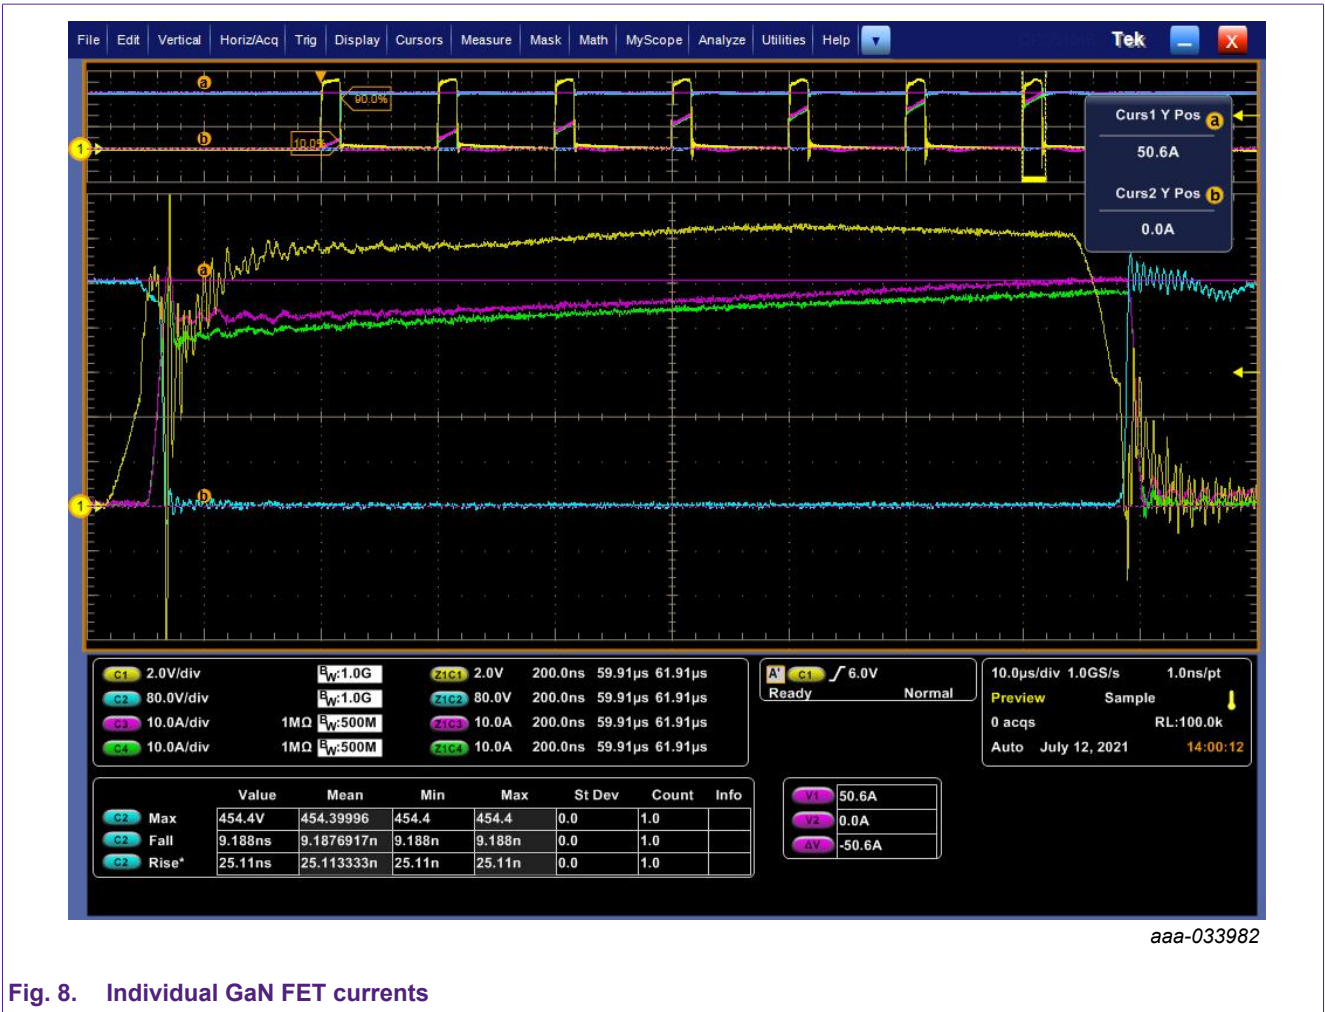 File Edit Vertical Horiz/Acq Trig Display Cursors Measure Mask Math MyScope Analyze Utilities Help Tek X
a
90.0%
Curs1 Y Pos a
50.6A
b
10.0%
1
Curs2 Y Pos b
0.0A
a
b
1
C1 2.0V/div BW:1.0G Z1C1 2.0V 200.0ns 59.91µs 61.91µs
C2 80.0V/div BW:1.0G Z1C2 80.0V 200.0ns 59.91µs 61.91µs
C3 10.0A/div 1MΩ BW:500M Z1C3 10.0A 200.0ns 59.91µs 61.91µs
C4 10.0A/div 1MΩ BW:500M Z1C4 10.0A 200.0ns 59.91µs 61.91µs
A' C1 6.0V
Ready Normal
10.0µs/div 1.0GS/s 1.0ns/pt
Preview Sample
0 acqs RL:100.0k
Auto July 12, 2021 14:00:12
Value Mean Min Max St Dev Count Info
C2 Max 454.4V 454.39996 454.4 454.4 0.0 1.0
C2 Fall 9.188ns 9.1876917n 9.188n 9.188n 0.0 1.0
C2 Rise* 25.11ns 25.113333n 25.11n 25.11n 0.0 1.0
V1 50.6A
V2 0.0A
ΔV -50.6A
aaa-033982
Fig. 8. Individual GaN FET currents